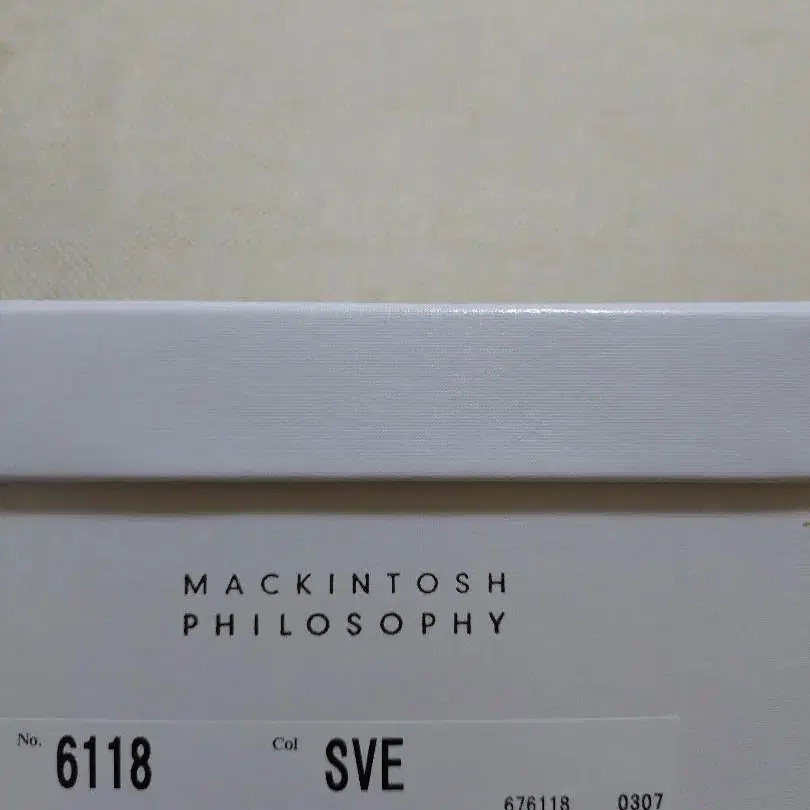 MACKINTOSH
PHILOSOPHY
No. 6118 Col SVE
676118 0307